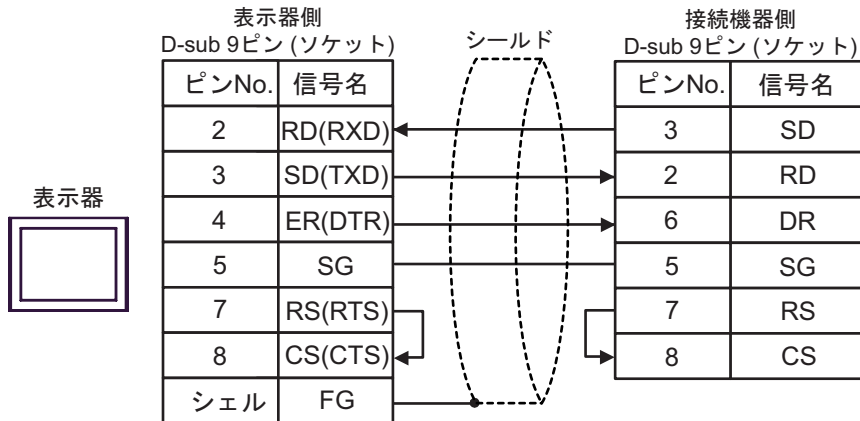 表示器側
D-sub 9ピン (ソケット)
シールド
接続機器側
D-sub 9ピン (ソケット)
表示器
ピンNo. 信号名
2 RD(RXD)
3 SD(TXD)
4 ER(DTR)
5 SG
7 RS(RTS)
8 CS(CTS)
シェル FG
ピンNo. 信号名
3 SD
2 RD
6 DR
5 SG
7 RS
8 CS